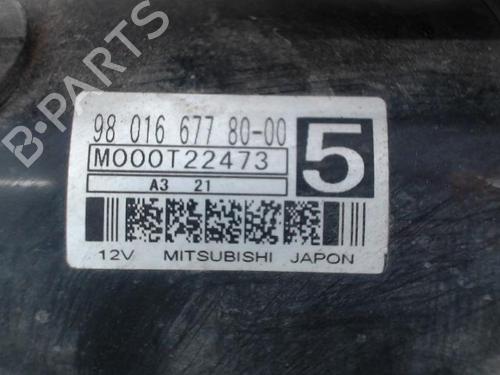 B-PARTS
98 016 677 80-00
M000T22473
5
A3 21
12V MITSUBISHI JAPON